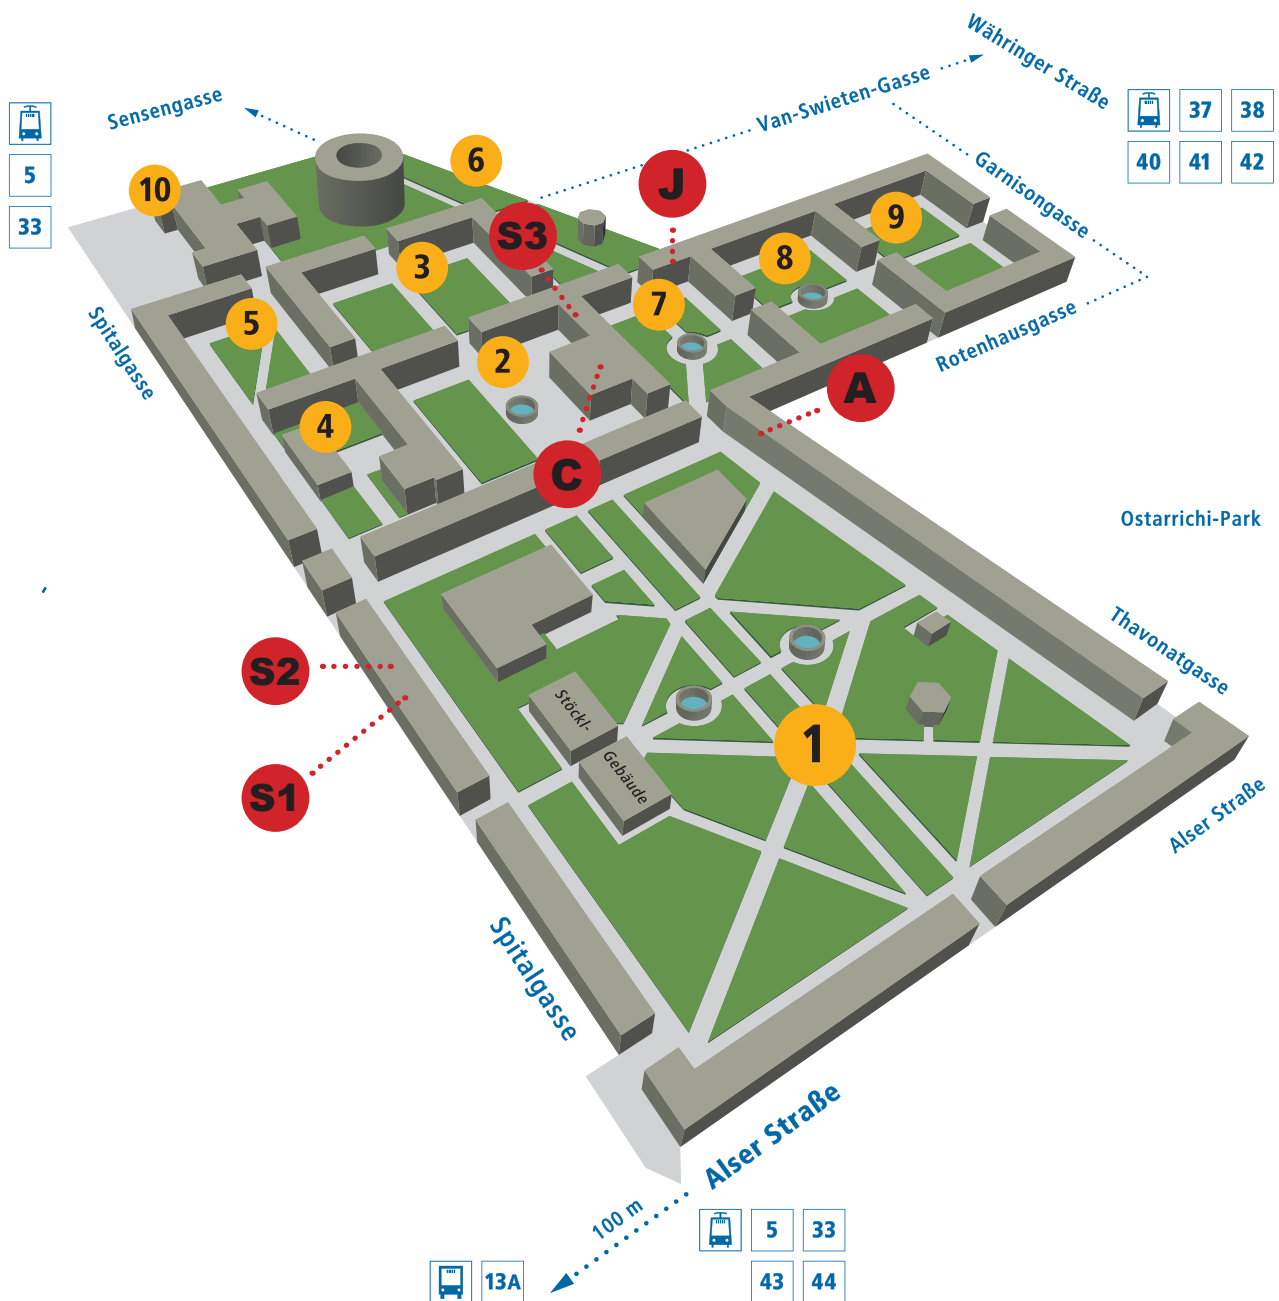 Währinger Straße
37
38
40
41
42
Van-Swieten-Gasse
Sensengasse
5
33
Garnisongasse
Rotenhausgasse
10
6
J
9
S3
3
8
7
5
2
4
A
C
Spitalgasse
Ostarrichi-Park
Thavonatgasse
S2
S1
Stöckl-
Gebäude
1
Alser Straße
Spitalgasse
Alser Straße
100 m
5
33
13A
43
44